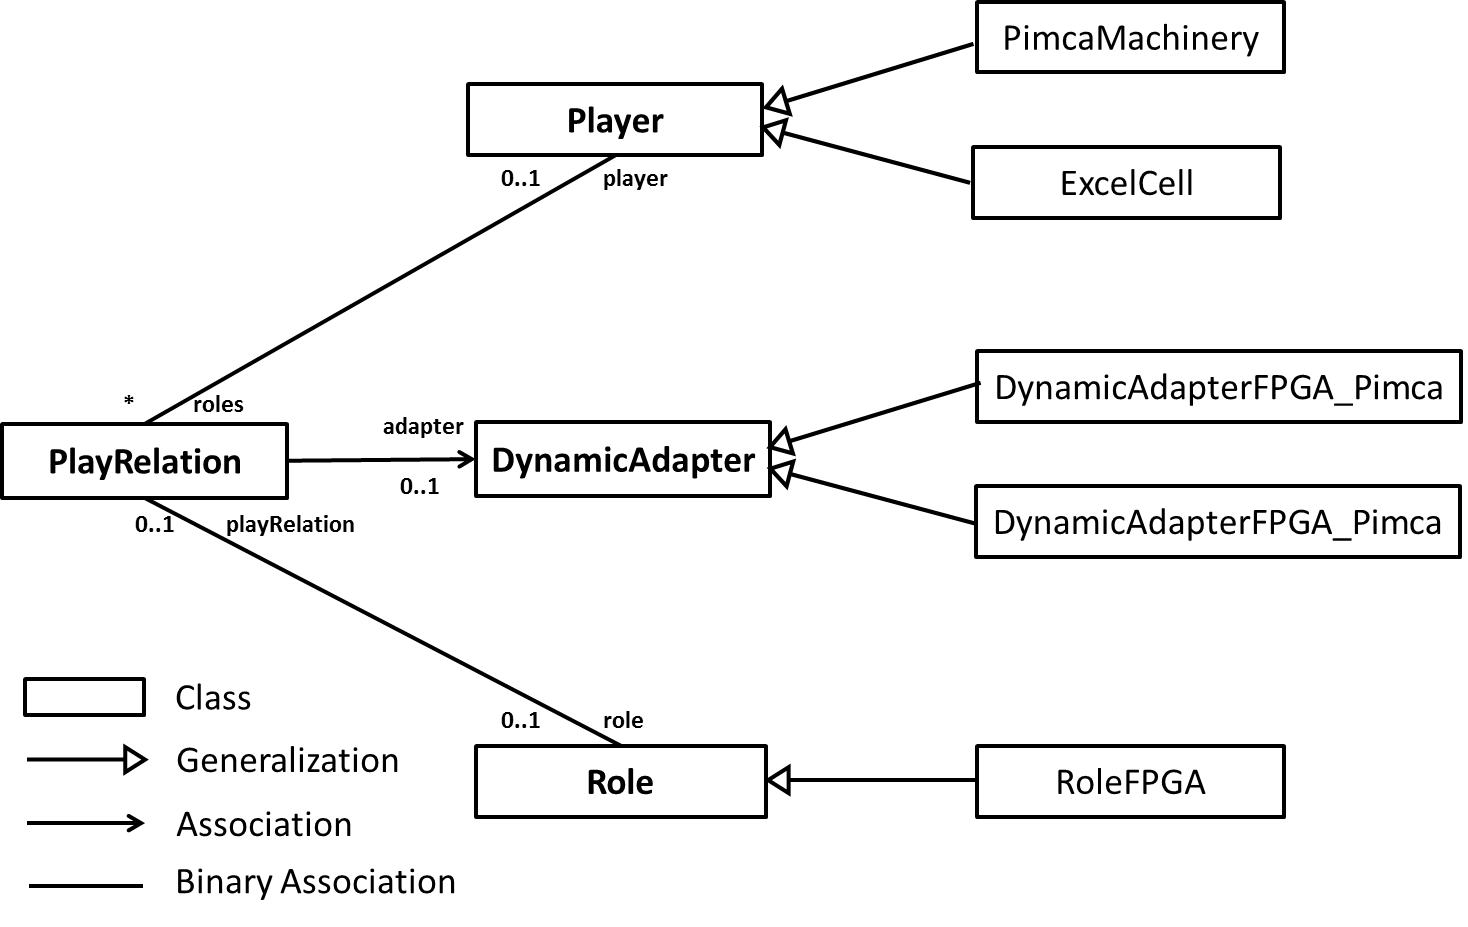 PimcaMachinery
Player
ExcelCell
0..1
player
*
roles
PlayRelation
adapter
0..1
DynamicAdapter
DynamicAdapterFPGA_Pimca
DynamicAdapterFPGA_Pimca
0..1
playRelation
0..1
role
Role
RoleFPGA
Class
Generalization
Association
Binary Association